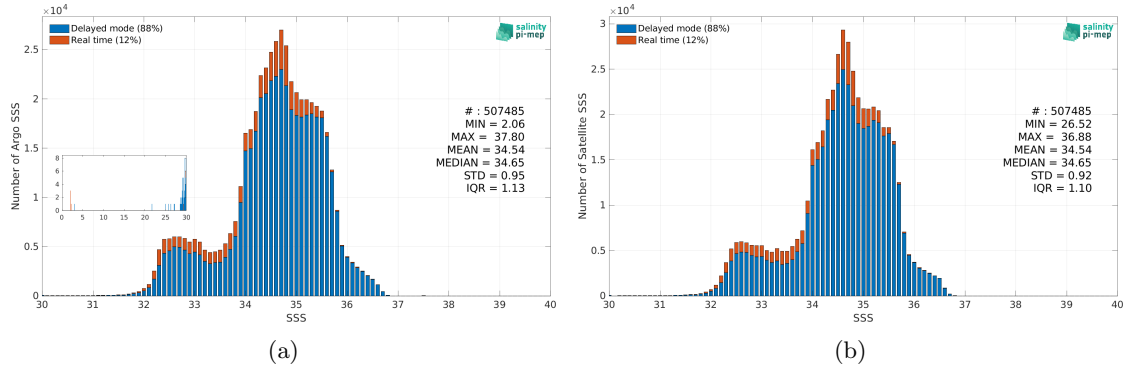 ×10⁴
Delayed mode (88%)
Real time (12%)
salinity
pi-mep
# : 507485
MIN = 2.06
MAX = 37.80
MEAN = 34.54
MEDIAN = 34.65
STD = 0.95
IQR = 1.13
Number of Argo SSS
2.5
2
1.5
1
0.5
0
8
6
4
2
0
0 5 10 15 20 25 30
30 31 32 33 34 35 36 37 38 39 40
SSS
(a)
×10⁴
Delayed mode (88%)
Real time (12%)
salinity
pi-mep
# : 507485
MIN = 26.52
MAX = 36.88
MEAN = 34.54
MEDIAN = 34.65
STD = 0.92
IQR = 1.10
Number of Satellite SSS
3
2.5
2
1.5
1
0.5
0
30 31 32 33 34 35 36 37 38 39 40
SSS
(b)